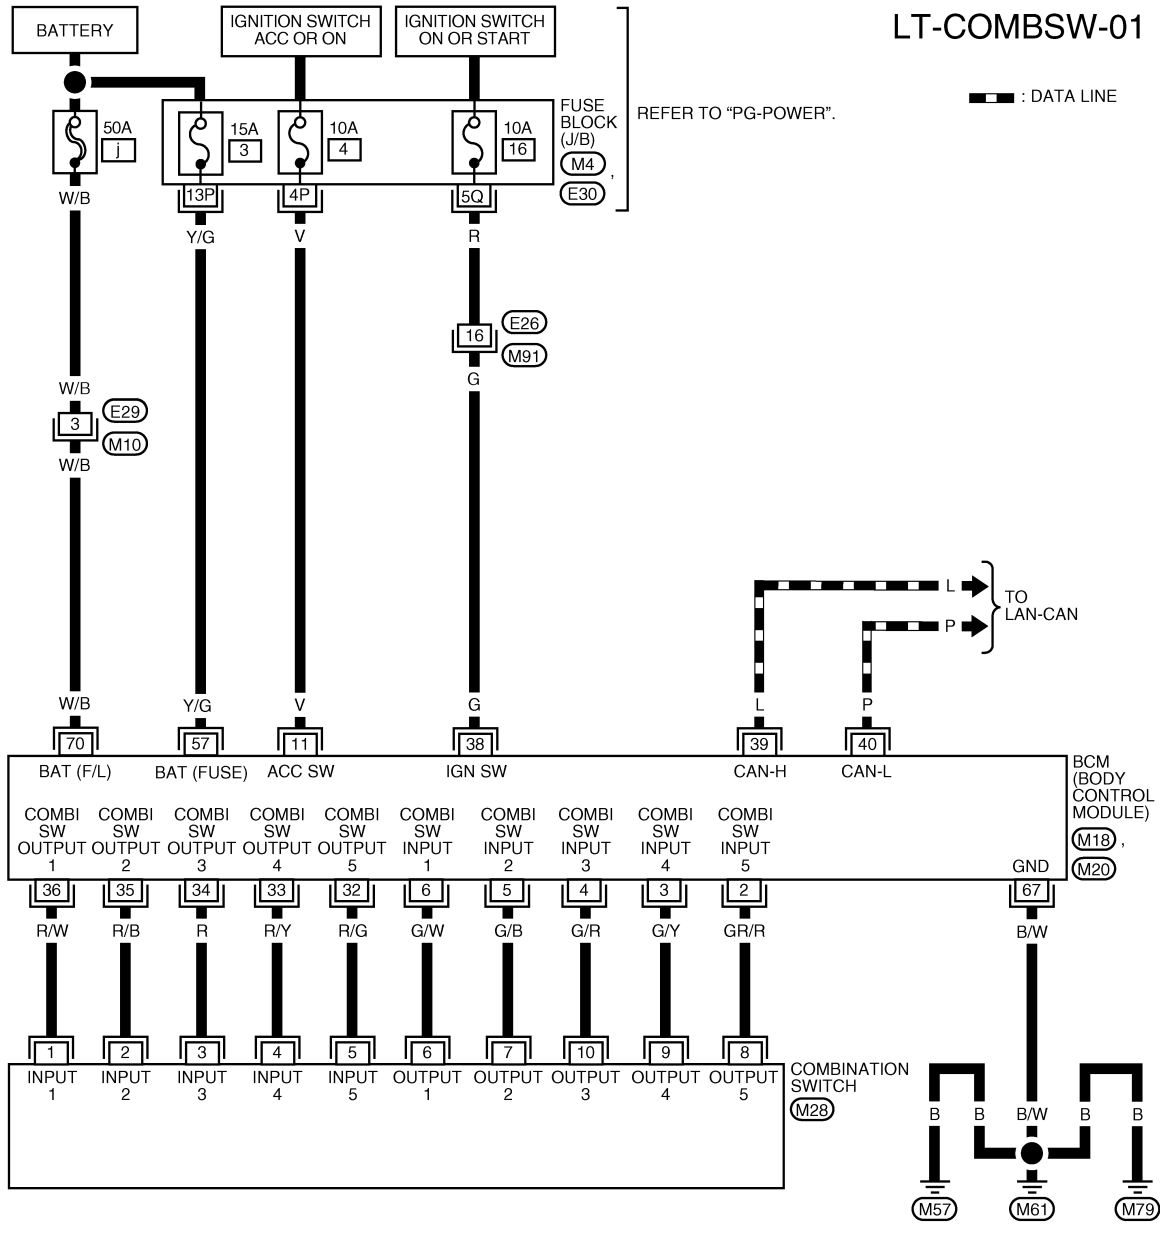 LT-COMBSW-01
BATTERY
IGNITION SWITCH
ACC OR ON
IGNITION SWITCH
ON OR START
: DATA LINE
50A
j
15A
3
10A
4
10A
16
FUSE
BLOCK
(J/B)
M4 ,
E30
REFER TO “PG-POWER”.
13P 4P 5Q
W/B Y/G V R
16
E26
M91
G
W/B
3
E29
M10
W/B
L
P
TO
LAN-CAN
W/B Y/G V G L P
70 57 11 38 39 40
BAT (F/L) BAT (FUSE) ACC SW IGN SW CAN-H CAN-L
BCM
(BODY
CONTROL
MODULE)
M18 ,
M20
COMBI COMBI COMBI COMBI COMBI COMBI COMBI COMBI COMBI COMBI
SW SW SW SW SW SW SW SW SW SW
OUTPUT OUTPUT OUTPUT OUTPUT OUTPUT INPUT INPUT INPUT INPUT INPUT
1 2 3 4 5 1 2 3 4 5 GND
36 35 34 33 32 6 5 4 3 2 67
R/W R/B R R/Y R/G G/W G/B G/R G/Y GR/R B/W
1 2 3 4 5 6 7 10 9 8
INPUT INPUT INPUT INPUT INPUT OUTPUT OUTPUT OUTPUT OUTPUT OUTPUT
1 2 3 4 5 1 2 3 4 5
COMBINATION
SWITCH
M28
B B B/W B B
M57 M61 M79